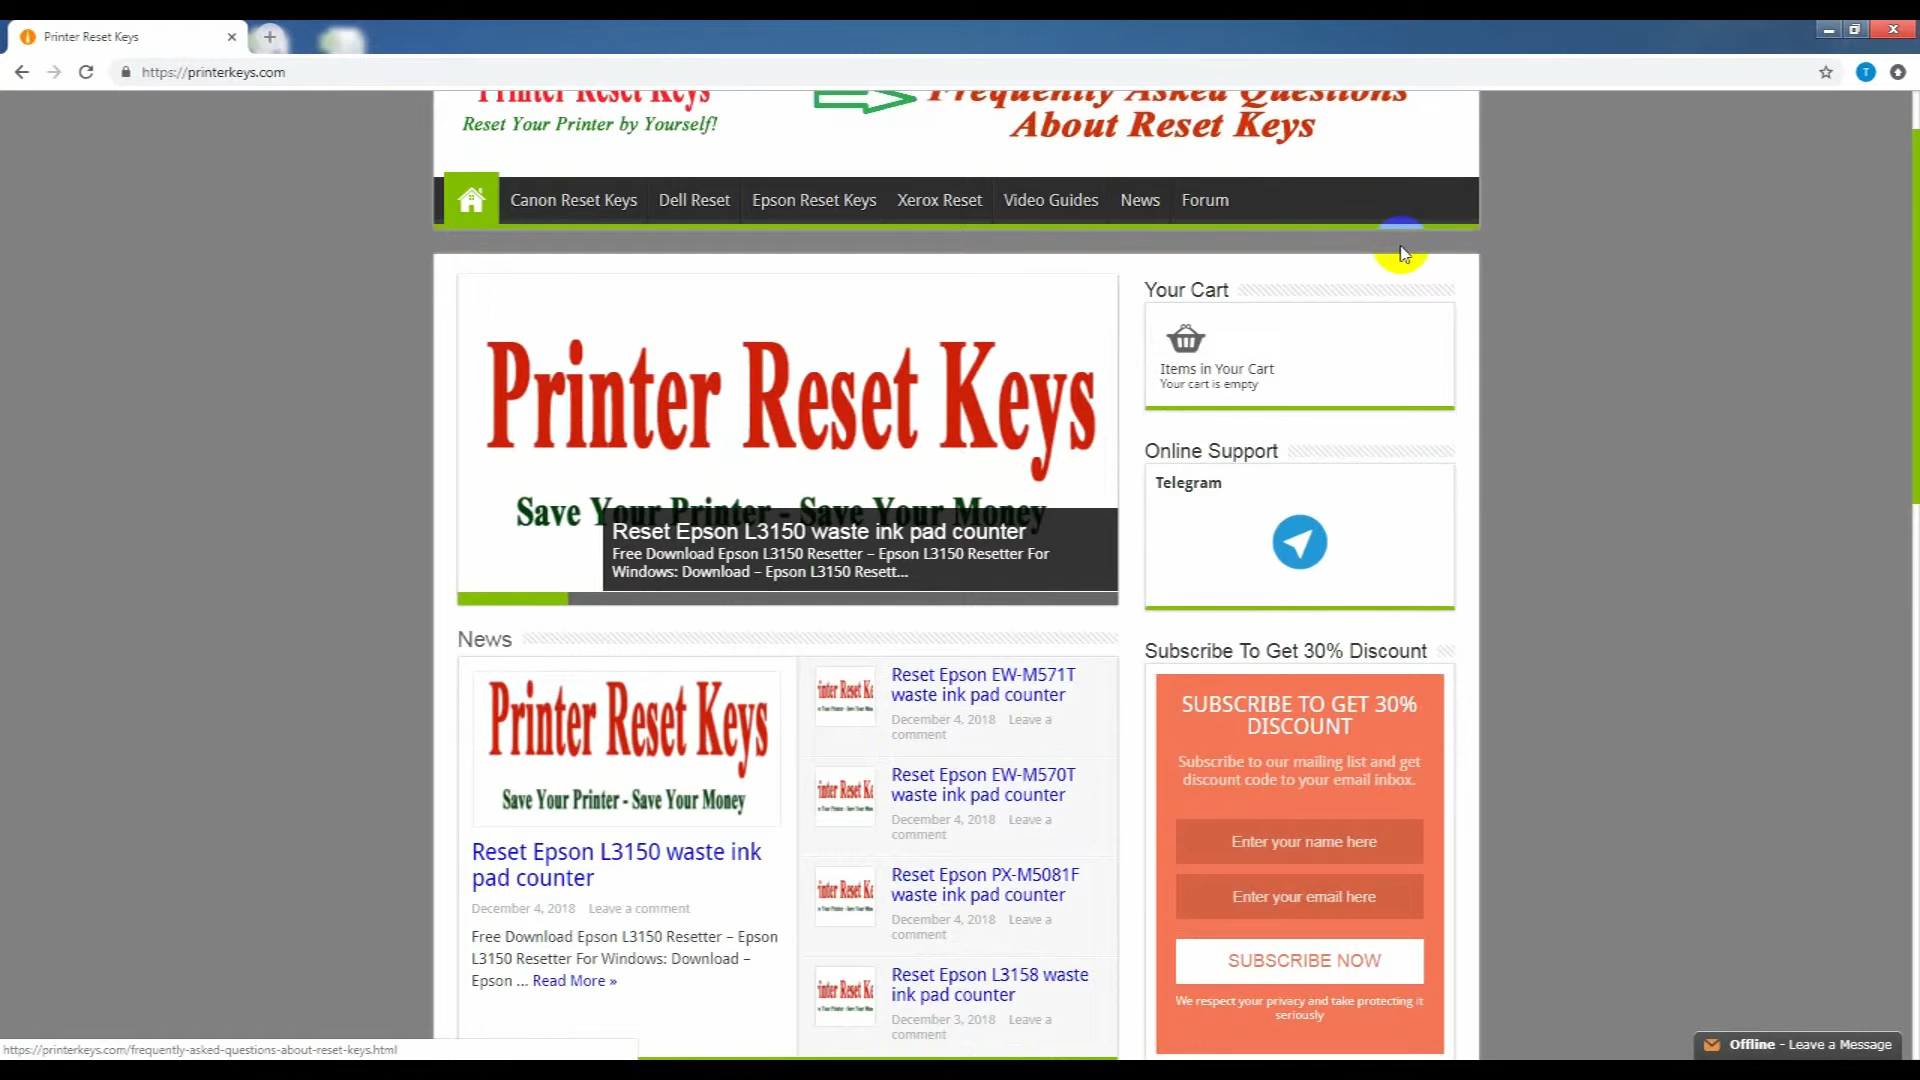 Printer Reset Keys
https://printerkeys.com
T
Printer Reset Keys
Reset Your Printer by Yourself!
Frequently Asked Questions
About Reset Keys
Canon Reset Keys
Dell Reset
Epson Reset Keys
Xerox Reset
Video Guides
News
Forum
Printer Reset Keys
Save Your Printer - Save Your Money
Reset Epson L3150 waste ink pad counter
Free Download Epson L3150 Resetter – Epson L3150 Resetter For
Windows: Download – Epson L3150 Resett...
Your Cart
Items in Your Cart
Your cart is empty
Online Support
Telegram
News
Printer Reset Keys
Save Your Printer - Save Your Money
Reset Epson L3150 waste ink
pad counter
December 4, 2018 Leave a comment
Free Download Epson L3150 Resetter – Epson
L3150 Resetter For Windows: Download –
Epson ... Read More »
Reset Epson EW-M571T
waste ink pad counter
December 4, 2018 Leave a
comment
Reset Epson EW-M570T
waste ink pad counter
December 4, 2018 Leave a
comment
Reset Epson PX-M5081F
waste ink pad counter
December 4, 2018 Leave a
comment
Reset Epson L3158 waste
ink pad counter
December 3, 2018 Leave a
comment
Subscribe To Get 30% Discount
SUBSCRIBE TO GET 30%
DISCOUNT
Subscribe to our mailing list and get
discount code to your email inbox.
Enter your name here
Enter your email here
SUBSCRIBE NOW
We respect your privacy and take protecting it
seriously
https://printerkeys.com/frequently-asked-questions-about-reset-keys.html
Offline - Leave a Message